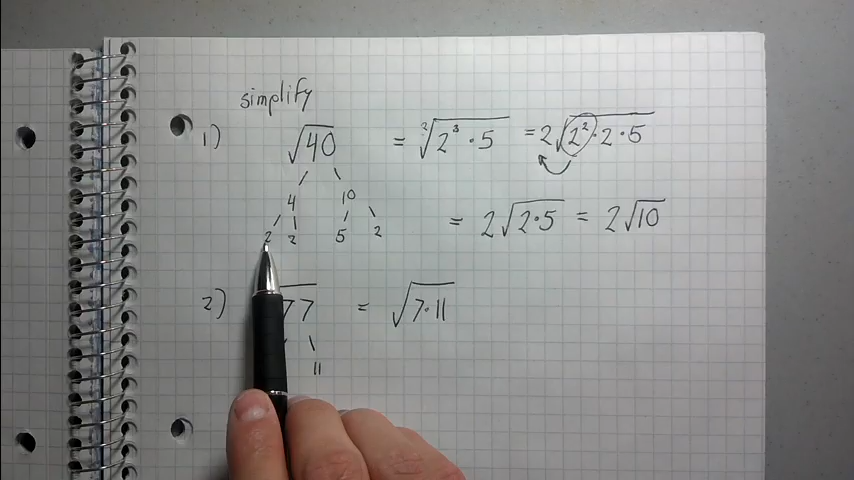 simplify
1) √40 = ²√2³·5 = 2√2²·2·5
4 10
2 2 5 2
= 2√2·5 = 2√10
2) 77 = √7·11
11